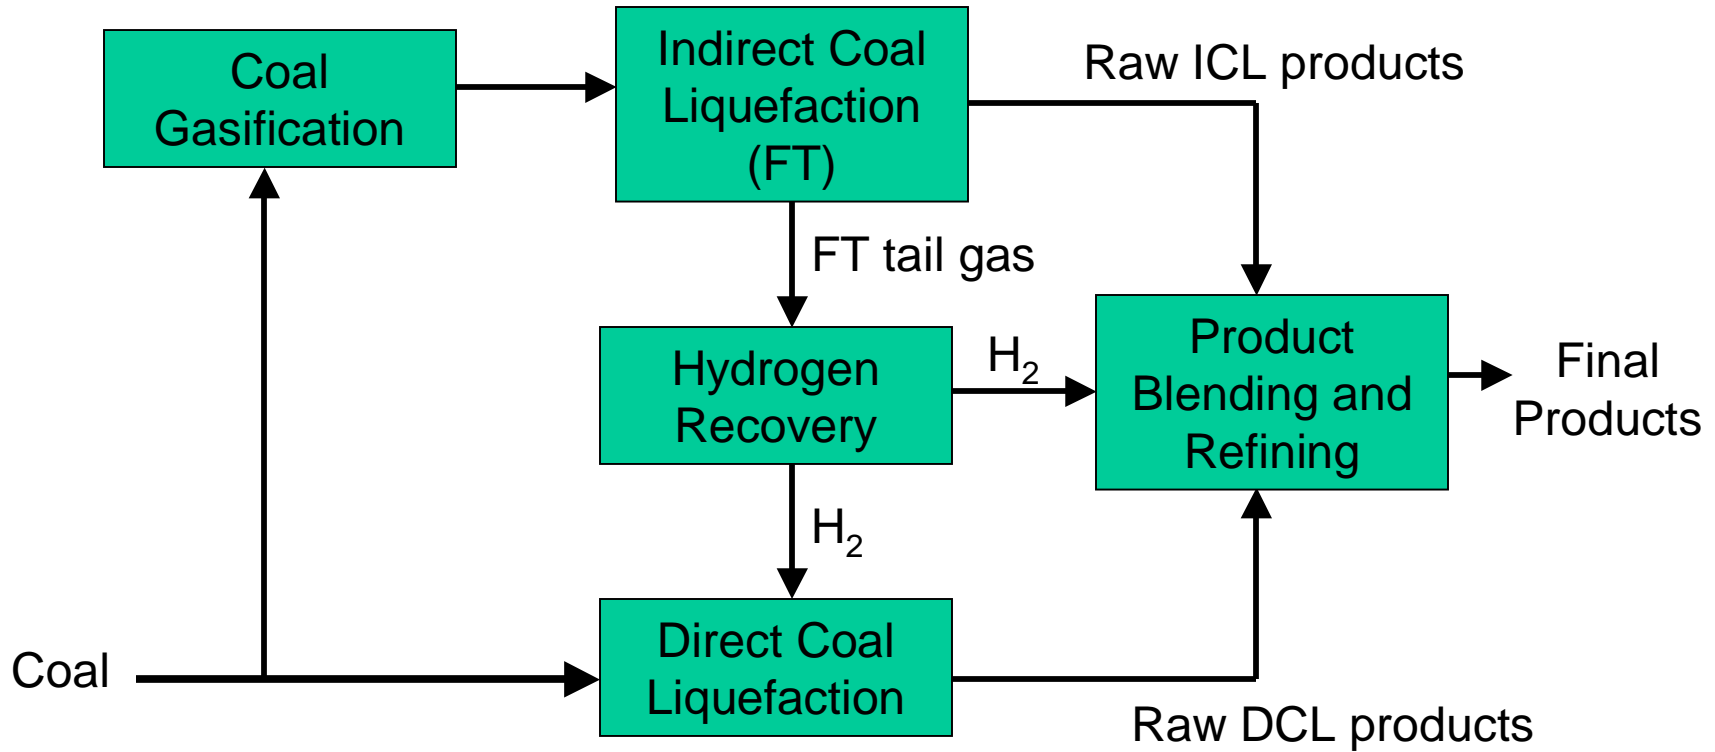 Coal
Gasification
Indirect Coal
Liquefaction
(FT)
Raw ICL products
FT tail gas
Hydrogen
Recovery
H₂
Product
Blending and
Refining
Final
Products
H₂
Coal
Direct Coal
Liquefaction
Raw DCL products